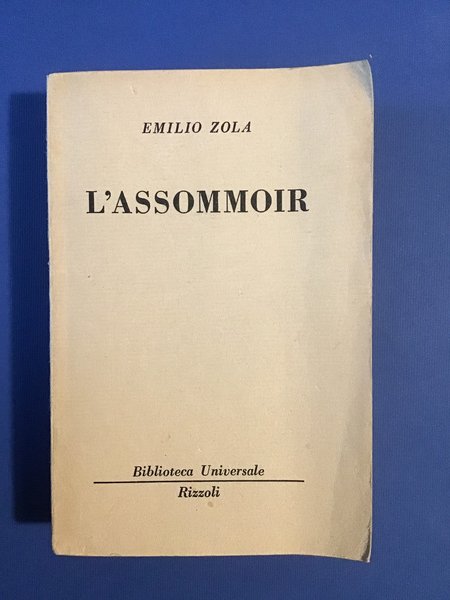 EMILIO ZOLA
L'ASSOMMOIR
Biblioteca Universale
Rizzoli